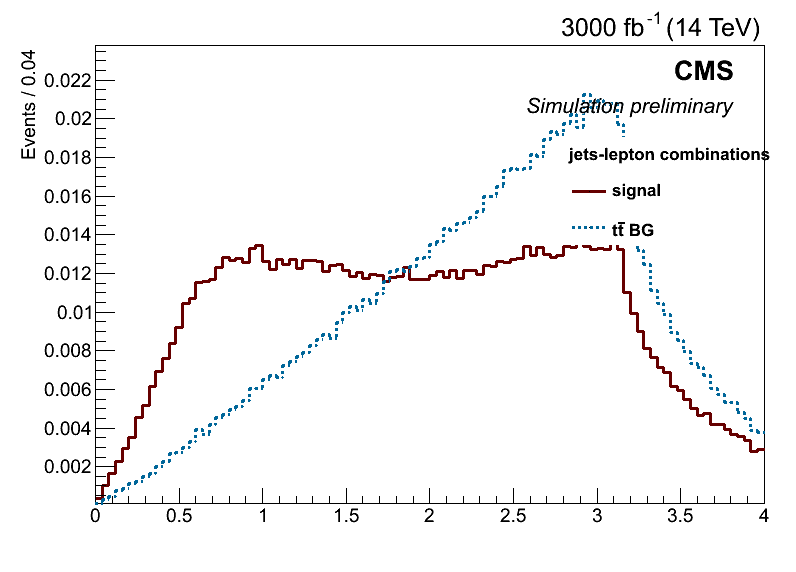 3000 fb⁻¹ (14 TeV)
CMS
Simulation preliminary
Events / 0.04
jets-lepton combinations
signal
tt̄ BG
0.022
0.02
0.018
0.016
0.014
0.012
0.01
0.008
0.006
0.004
0.002
0 0.5 1 1.5 2 2.5 3 3.5 4